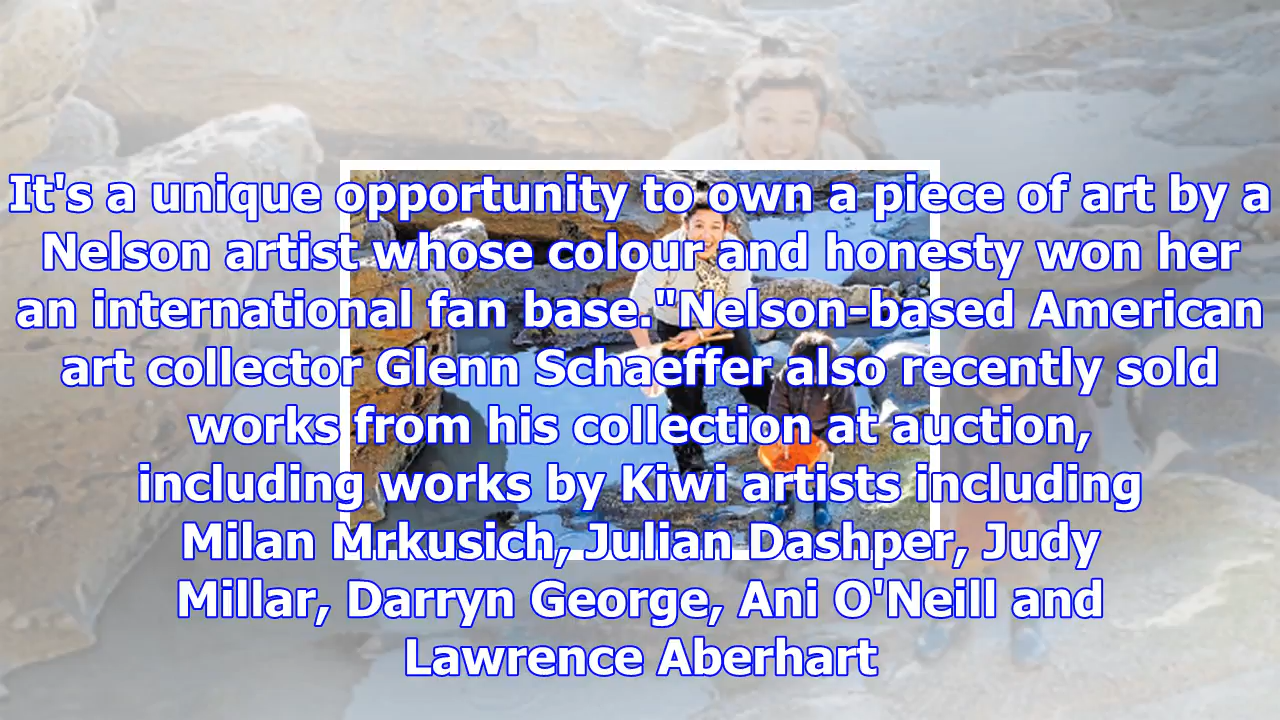 It's a unique opportunity to own a piece of art by a
Nelson artist whose colour and honesty won her
an international fan base."Nelson-based American
art collector Glenn Schaeffer also recently sold
works from his collection at auction,
including works by Kiwi artists including
Milan Mrkusich, Julian Dashper, Judy
Millar, Darryn George, Ani O'Neill and
Lawrence Aberhart